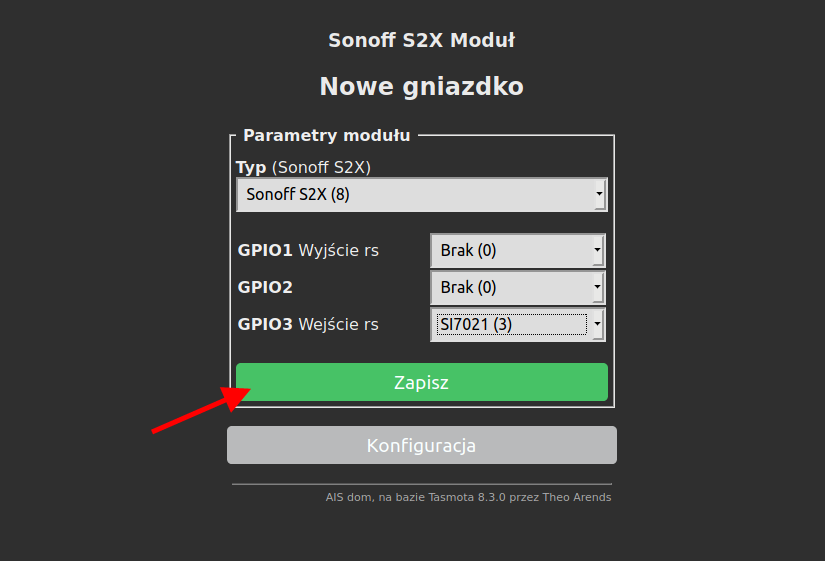 Sonoff S2X Moduł
Nowe gniazdko
Parametry modułu
Typ (Sonoff S2X)
Sonoff S2X (8)
GPIO1 Wyjście rs Brak (0)
GPIO2 Brak (0)
GPIO3 Wejście rs SI7021 (3)
Zapisz
Konfiguracja
AIS dom, na bazie Tasmota 8.3.0 przez Theo Arends